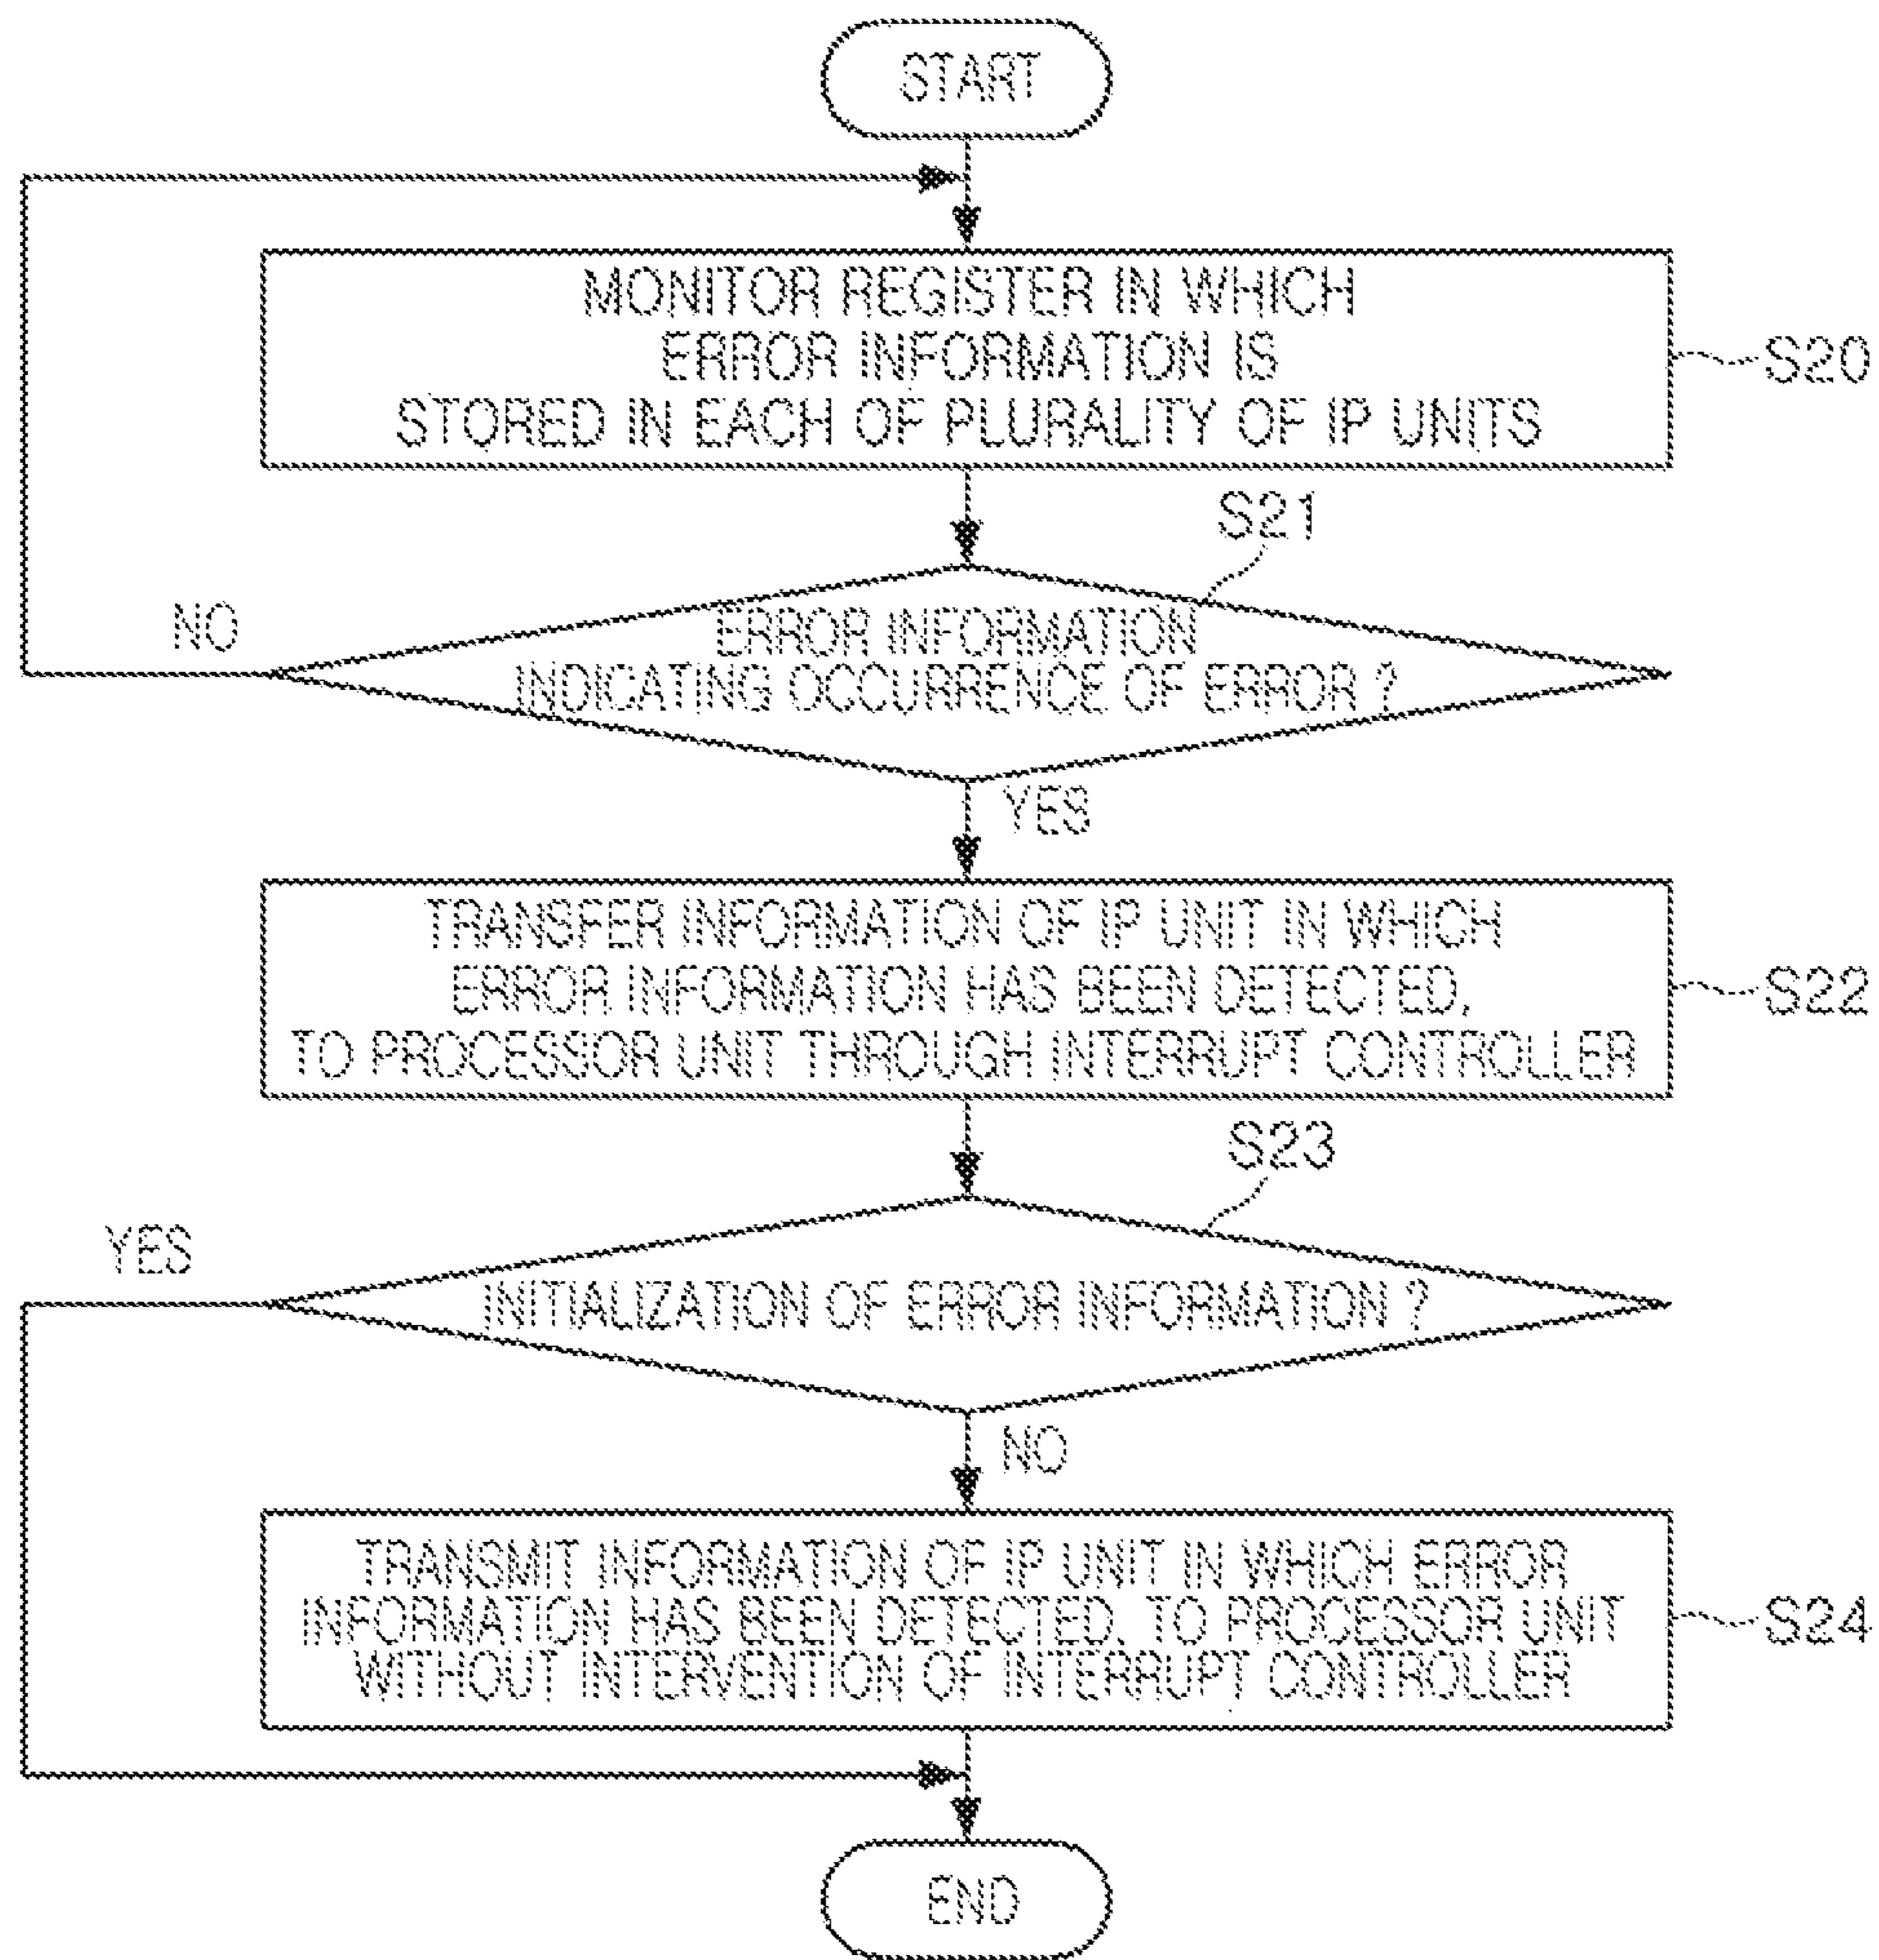 START
MONITOR REGISTER IN WHICH
ERROR INFORMATION IS
STORED IN EACH OF PLURALITY OF IP UNITS
S20
S21
ERROR INFORMATION
INDICATING OCCURRENCE OF ERROR ?
NO
YES
TRANSFER INFORMATION OF IP UNIT IN WHICH
ERROR INFORMATION HAS BEEN DETECTED,
TO PROCESSOR UNIT THROUGH INTERRUPT CONTROLLER
S22
S23
YES
INITIALIZATION OF ERROR INFORMATION ?
NO
TRANSMIT INFORMATION OF IP UNIT IN WHICH ERROR
INFORMATION HAS BEEN DETECTED, TO PROCESSOR UNIT
WITHOUT INTERVENTION OF INTERRUPT CONTROLLER
S24
END